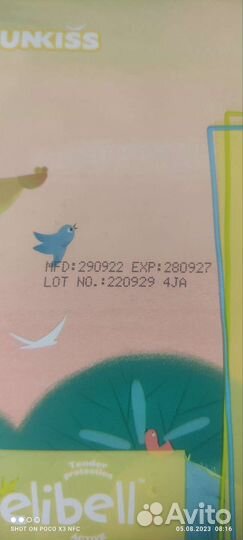 UNKISS
MFD:290922 EXP:280927
LOT NO.:220929 4JA
Tender
protection
elibell
ACTIVE
SHOT ON POCO X3 NFC
Avito
05.08.2023 08:16